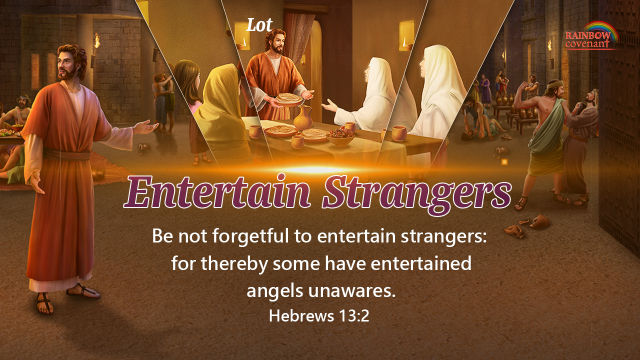 Lot
RAINBOW
covenant
Entertain Strangers
Be not forgetful to entertain strangers:
for thereby some have entertained
angels unawares.
Hebrews 13:2